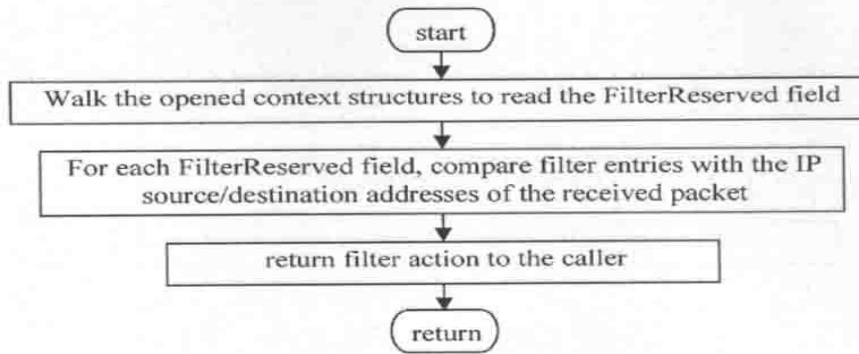 start
Walk the opened context structures to read the FilterReserved field
For each FilterReserved field, compare filter entries with the IP
source/destination addresses of the received packet
return filter action to the caller
return